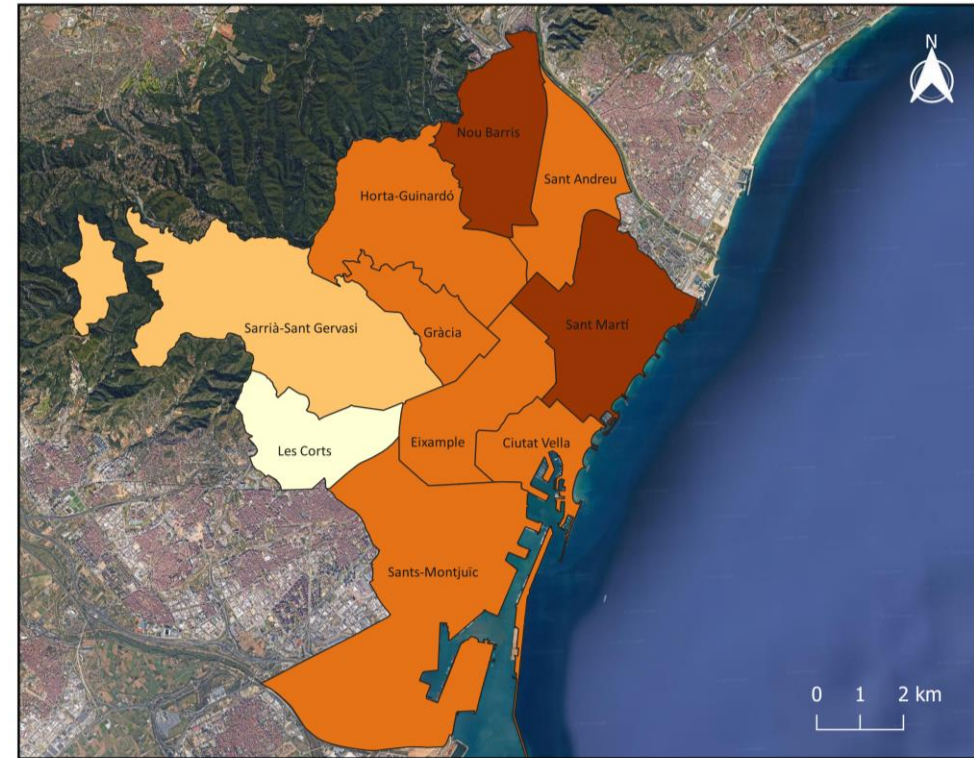 N
Nou Barris
Sant Andreu
Horta-Guinardó
Sarrià-Sant Gervasi
Gràcia
Sant Martí
Les Corts
Eixample
Ciutat Vella
Sants-Montjuïc
0 1 2 km